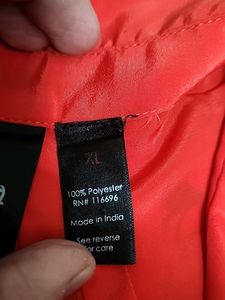 XL
100% Polyester
RN# 116696
Made in India
See reverse
for care